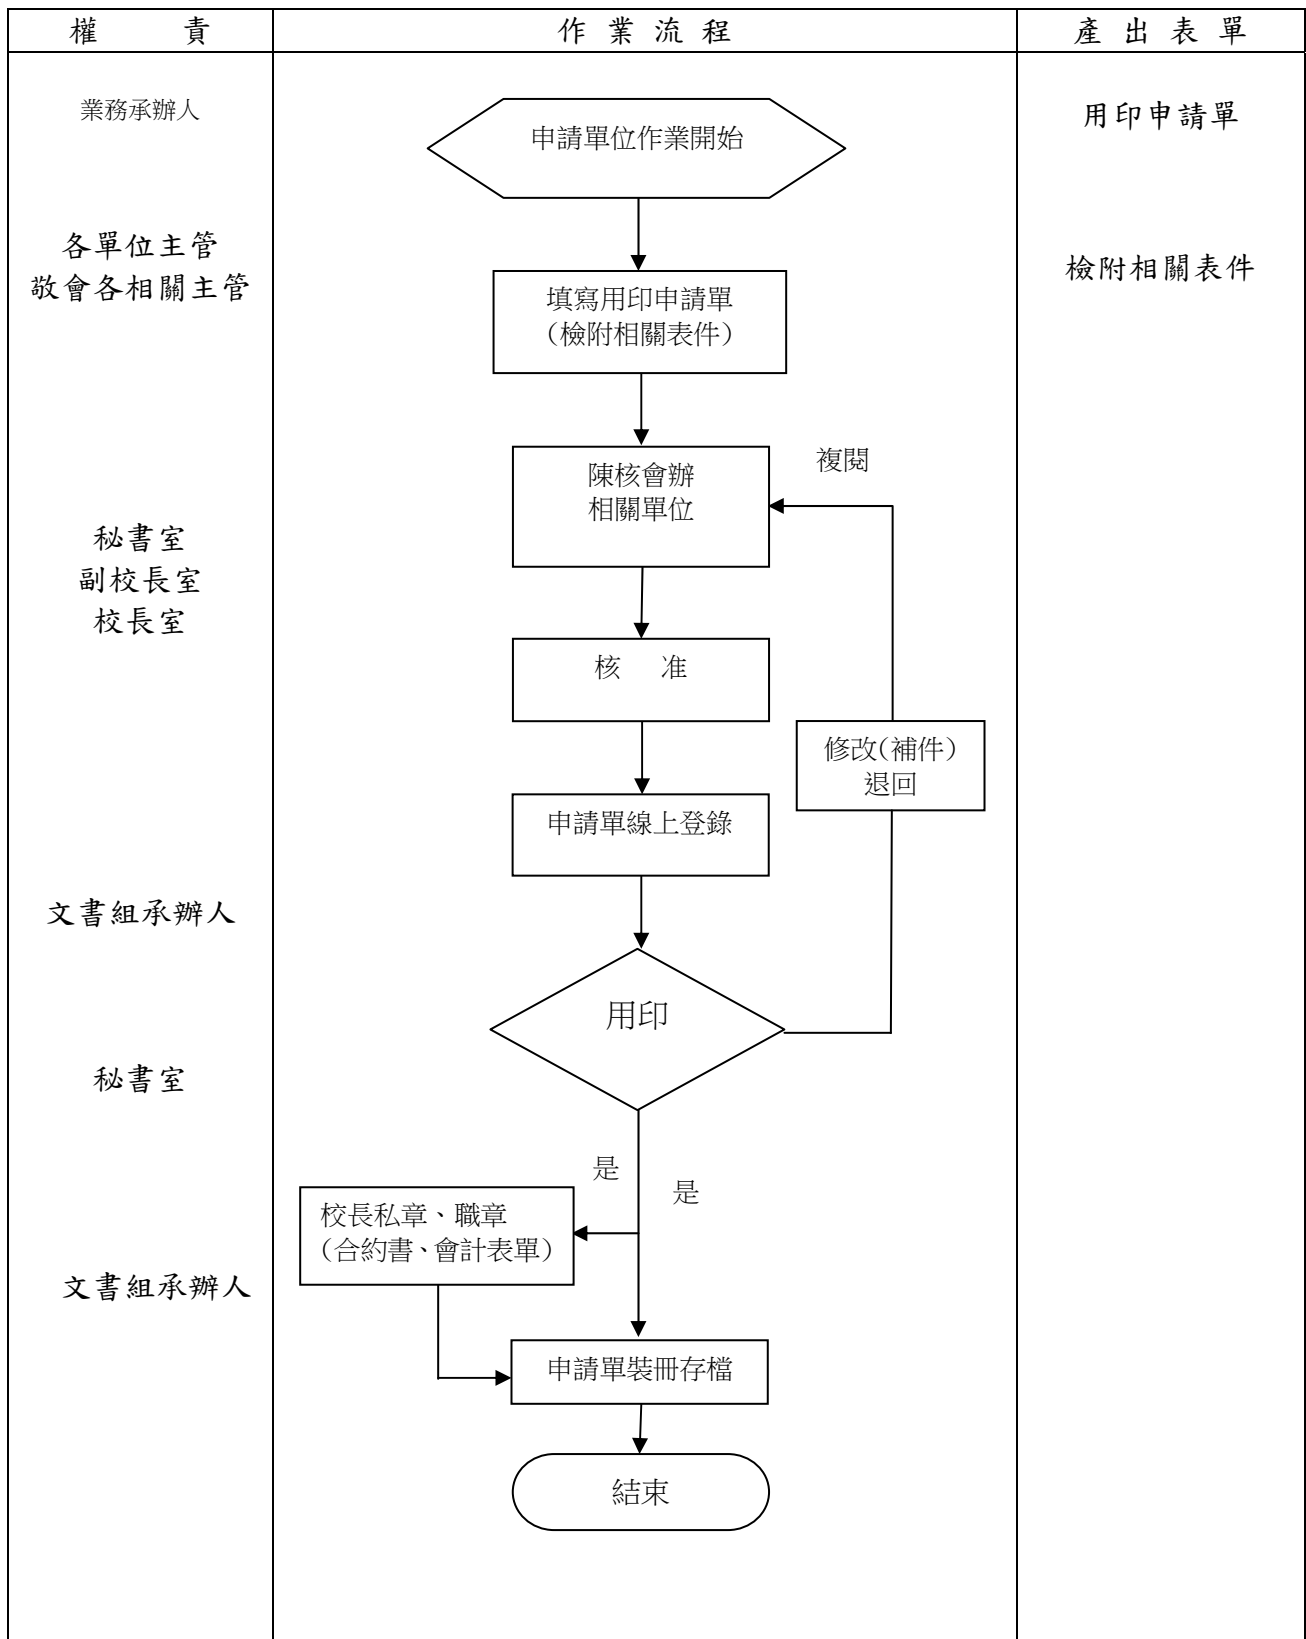 權 責
作 業 流 程
產 出 表 單
業務承辦人
申請單位作業開始
用印申請單
各單位主管
敬會各相關主管
填寫用印申請單
(檢附相關表件)
檢附相關表件
陳核會辦
相關單位
複閱
秘書室
副校長室
校長室
核 准
修改(補件)
退回
申請單線上登錄
文書組承辦人
用印
秘書室
是
是
校長私章、職章
(合約書、會計表單)
文書組承辦人
申請單裝冊存檔
結束